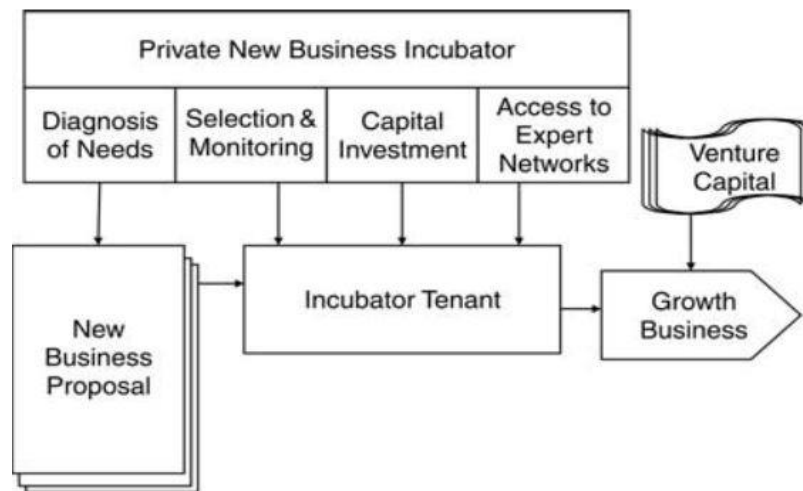 Private New Business Incubator
Diagnosis
of Needs
Selection &
Monitoring
Capital
Investment
Access to
Expert
Networks
Venture
Capital
New
Business
Proposal
Incubator Tenant
Growth
Business